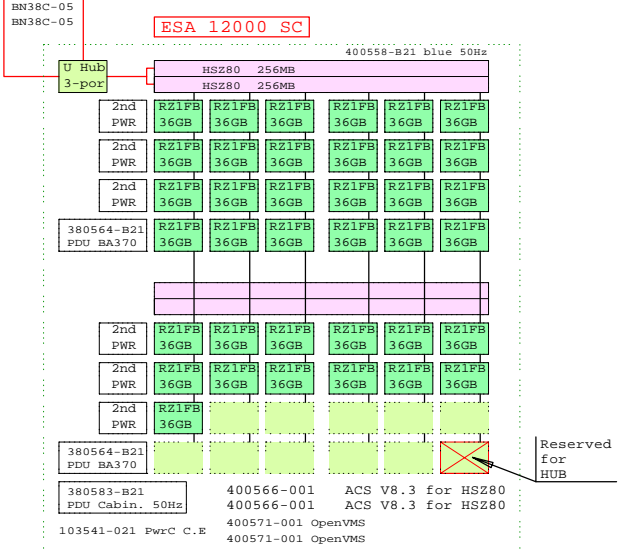 BN38C-05
BN38C-05
ESA 12000 SC
400558-B21 blue 50Hz
U Hub
3-por
HSZ80 256MB
HSZ80 256MB
2nd RZ1FB RZ1FB RZ1FB RZ1FB RZ1FB RZ1FB
PWR 36GB 36GB 36GB 36GB 36GB 36GB
2nd RZ1FB RZ1FB RZ1FB RZ1FB RZ1FB RZ1FB
PWR 36GB 36GB 36GB 36GB 36GB 36GB
2nd RZ1FB RZ1FB RZ1FB RZ1FB RZ1FB RZ1FB
PWR 36GB 36GB 36GB 36GB 36GB 36GB
380564-B21 RZ1FB RZ1FB RZ1FB RZ1FB RZ1FB RZ1FB
PDU BA370 36GB 36GB 36GB 36GB 36GB 36GB
2nd RZ1FB RZ1FB RZ1FB RZ1FB RZ1FB RZ1FB
PWR 36GB 36GB 36GB 36GB 36GB 36GB
2nd RZ1FB RZ1FB RZ1FB RZ1FB RZ1FB RZ1FB
PWR 36GB 36GB 36GB 36GB 36GB 36GB
2nd RZ1FB
PWR 36GB
380564-B21
PDU BA370
Reserved
for
HUB
380583-B21
PDU Cabin. 50Hz
400566-001 ACS V8.3 for HSZ80
400566-001 ACS V8.3 for HSZ80
103541-021 PwrC C.E
400571-001 OpenVMS
400571-001 OpenVMS